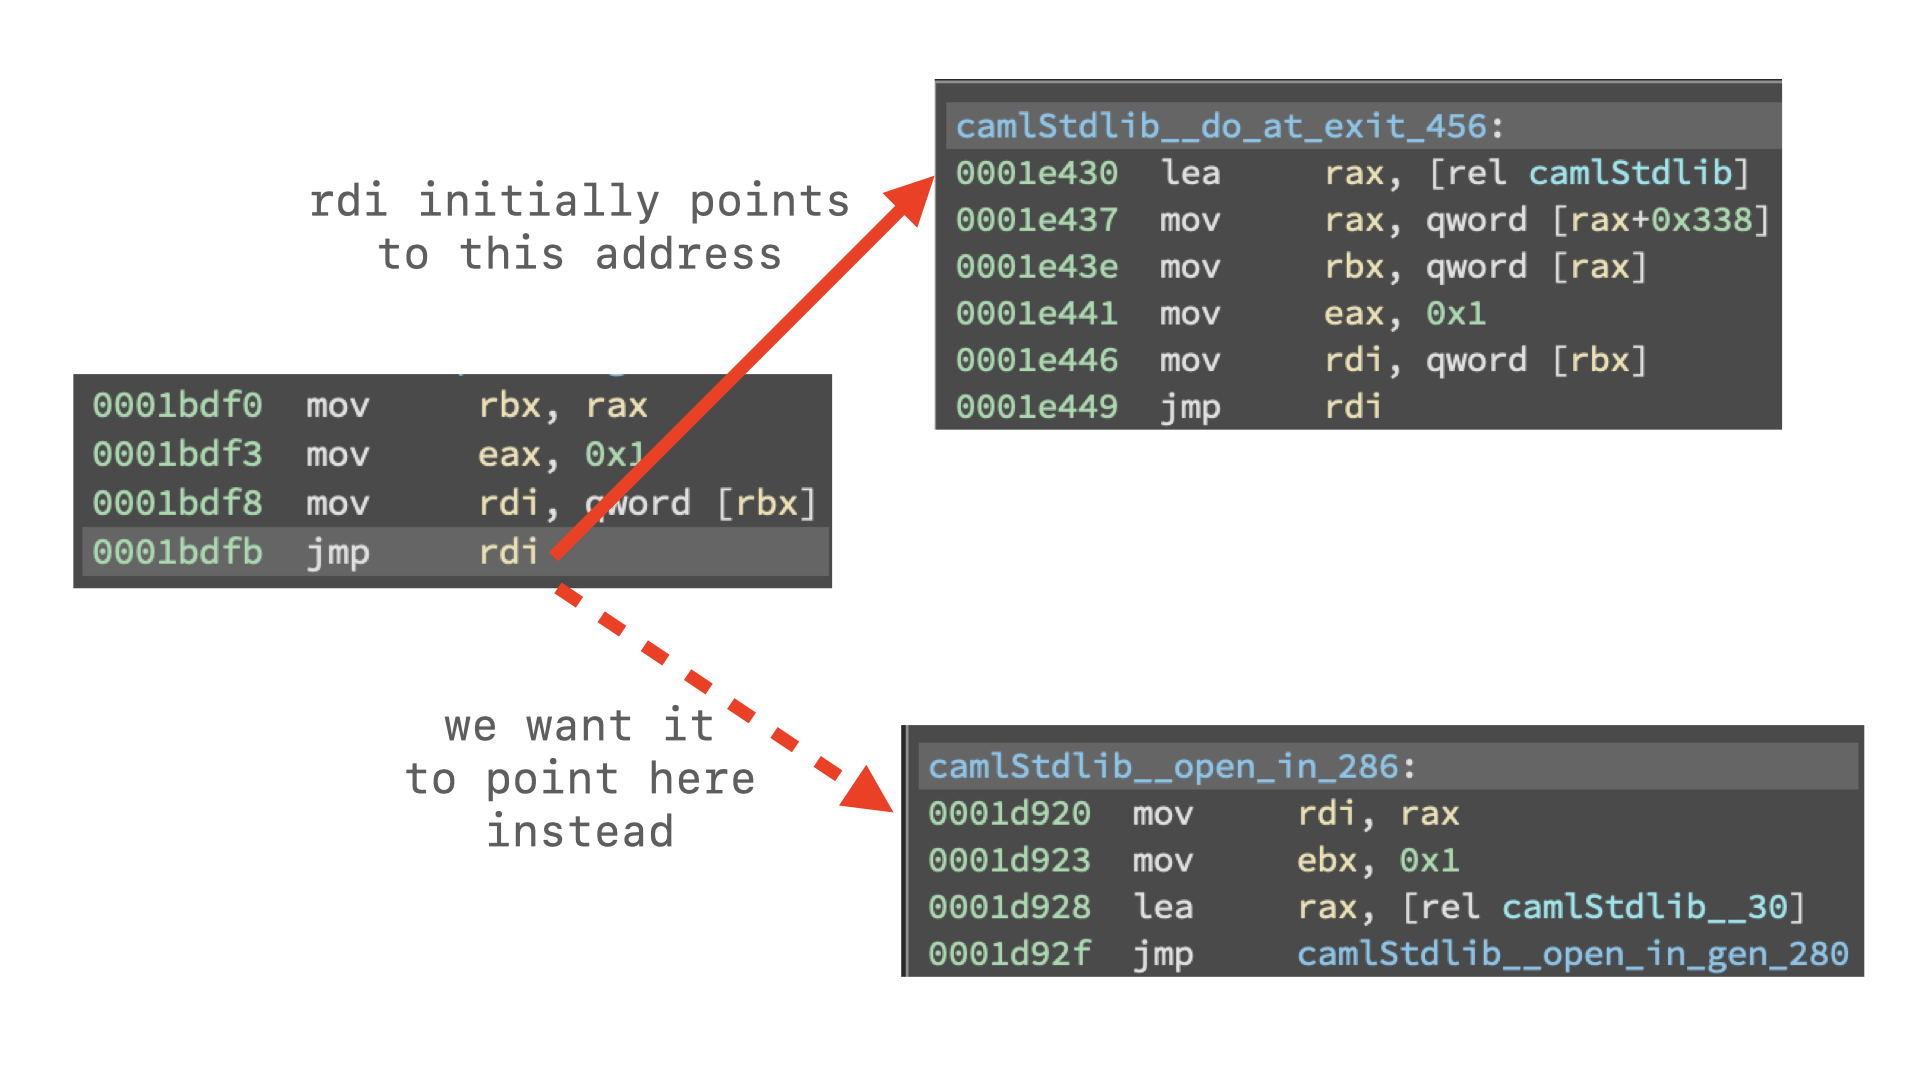 rdi initially points
to this address
camlStdlib__do_at_exit_456:
0001e430 lea rax, [rel camlStdlib]
0001e437 mov rax, qword [rax+0x338]
0001e43e mov rbx, qword [rax]
0001e441 mov eax, 0x1
0001e446 mov rdi, qword [rbx]
0001e449 jmp rdi
0001bdf0 mov rbx, rax
0001bdf3 mov eax, 0x1
0001bdf8 mov rdi, qword [rbx]
0001bdfb jmp rdi
we want it
to point here
instead
camlStdlib__open_in_286:
0001d920 mov rdi, rax
0001d923 mov ebx, 0x1
0001d928 lea rax, [rel camlStdlib__30]
0001d92f jmp camlStdlib__open_in_gen_280